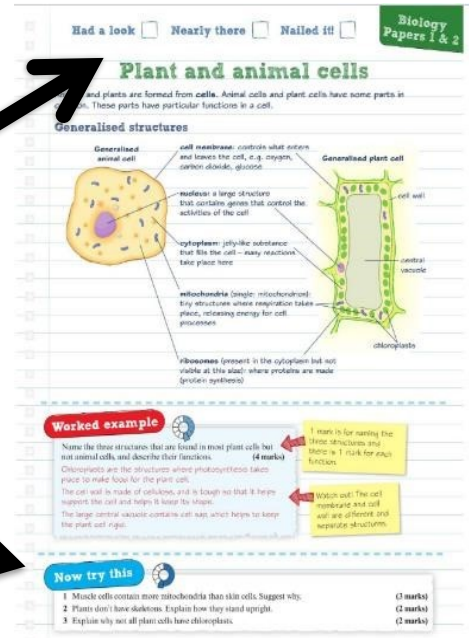 Had a look Nearly there Nailed it!
Biology
Papers 1 & 2
Plant and animal cells
and plants are formed from cells. Animal cells and plant cells have some parts in
These parts have particular functions in a cell.
Generalised structures
Generalised
animal cell
cell membrane: controls what enters
and leaves the cell, e.g. oxygen,
carbon dioxide, glucose
Generalised plant cell
nucleus: a large structure
that contains genes that control the
activities of the cell
cell wall
cytoplasm: jelly-like substance
that fills the cell – many reactions
take place here
central
vacuole
mitochondria (single: mitochondrion):
tiny structures where respiration takes
place, releasing energy for cell
processes
chloroplasts
ribosomes (present in the cytoplasm but not
visible at this size): where proteins are made
(protein synthesis)
Worked example
Name the three structures that are found in most plant cells but
not animal cells, and describe their functions. (4 marks)
Chloroplasts are the structures where photosynthesis takes
place to make food for the plant cell.
The cell wall is made of cellulose, and is tough so that it helps
support the cell and helps it keep its shape.
The large central vacuole contains cell sap, which helps to keep
the plant cell rigid.
1 mark is for naming the
three structures and
there is 1 mark for each
function.
Watch out! The cell
membrane and cell
wall are different and
separate structures.
Now try this
1 Muscle cells contain more mitochondria than skin cells. Suggest why. (3 marks)
2 Plants don't have skeletons. Explain how they stand upright. (2 marks)
3 Explain why not all plant cells have chloroplasts. (2 marks)